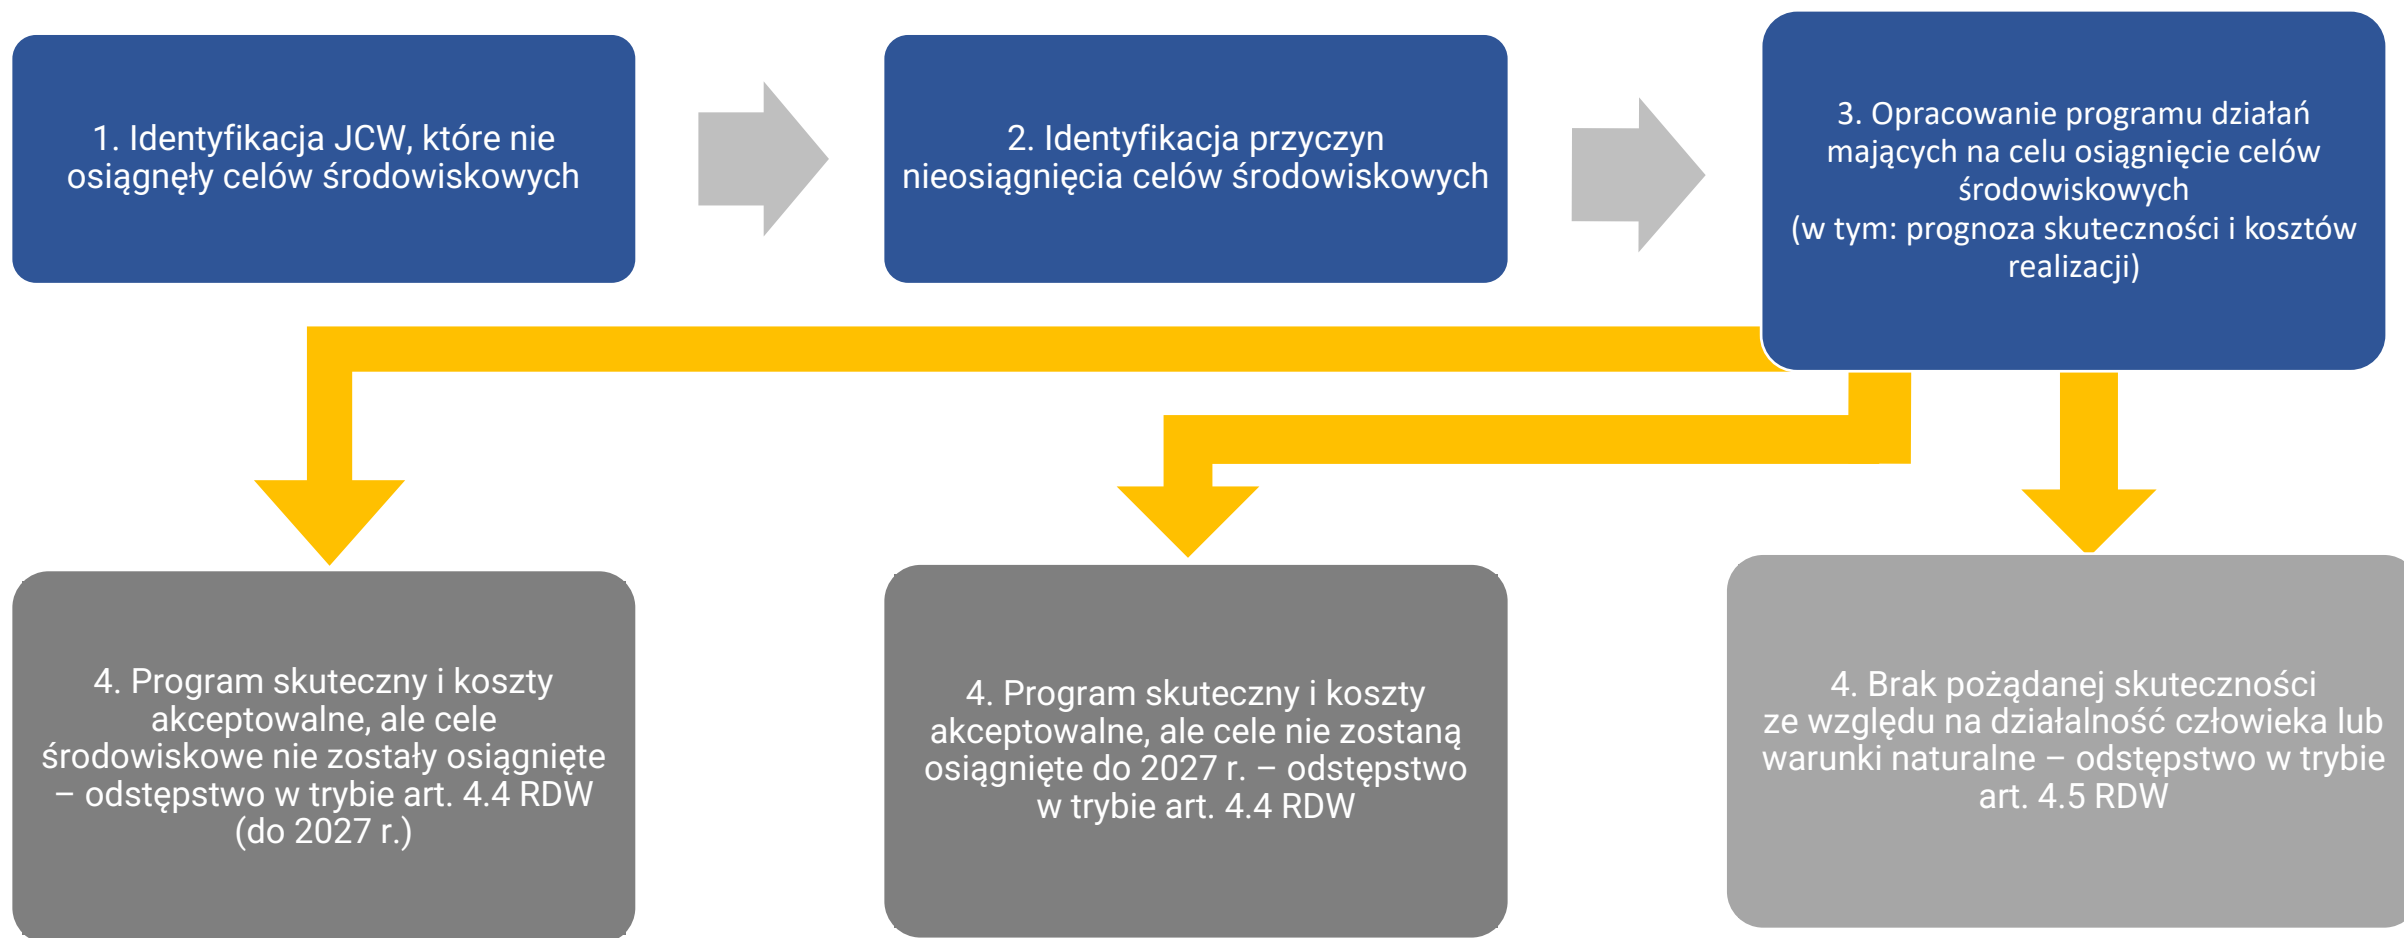 1. Identyfikacja JCW, które nie
osiągnęły celów środowiskowych
2. Identyfikacja przyczyn
nieosiągnięcia celów środowiskowych
3. Opracowanie programu działań
mających na celu osiągnięcie celów
środowiskowych
(w tym: prognoza skuteczności i kosztów
realizacji)
4. Program skuteczny i koszty
akceptowalne, ale cele
środowiskowe nie zostały osiągnięte
– odstępstwo w trybie art. 4.4 RDW
(do 2027 r.)
4. Program skuteczny i koszty
akceptowalne, ale cele nie zostaną
osiągnięte do 2027 r. – odstępstwo
w trybie art. 4.4 RDW
4. Brak pożądanej skuteczności
ze względu na działalność człowieka lub
warunki naturalne – odstępstwo w trybie
art. 4.5 RDW